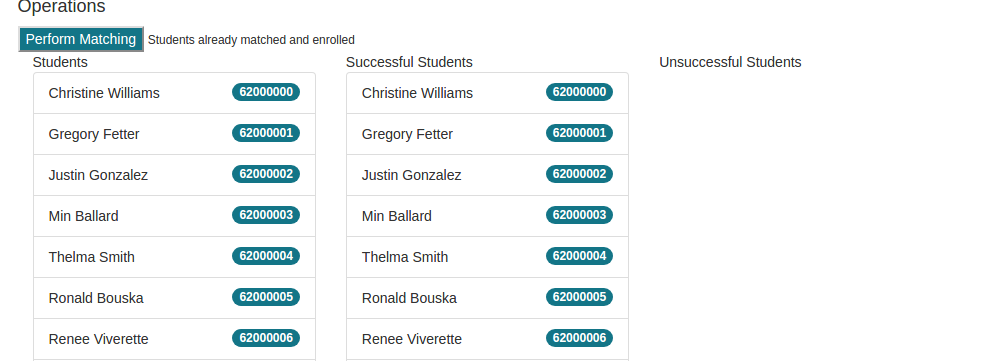 Operations
Perform Matching Students already matched and enrolled
Students Successful Students Unsuccessful Students
Christine Williams 62000000 Christine Williams 62000000
Gregory Fetter 62000001 Gregory Fetter 62000001
Justin Gonzalez 62000002 Justin Gonzalez 62000002
Min Ballard 62000003 Min Ballard 62000003
Thelma Smith 62000004 Thelma Smith 62000004
Ronald Bouska 62000005 Ronald Bouska 62000005
Renee Viverette 62000006 Renee Viverette 62000006